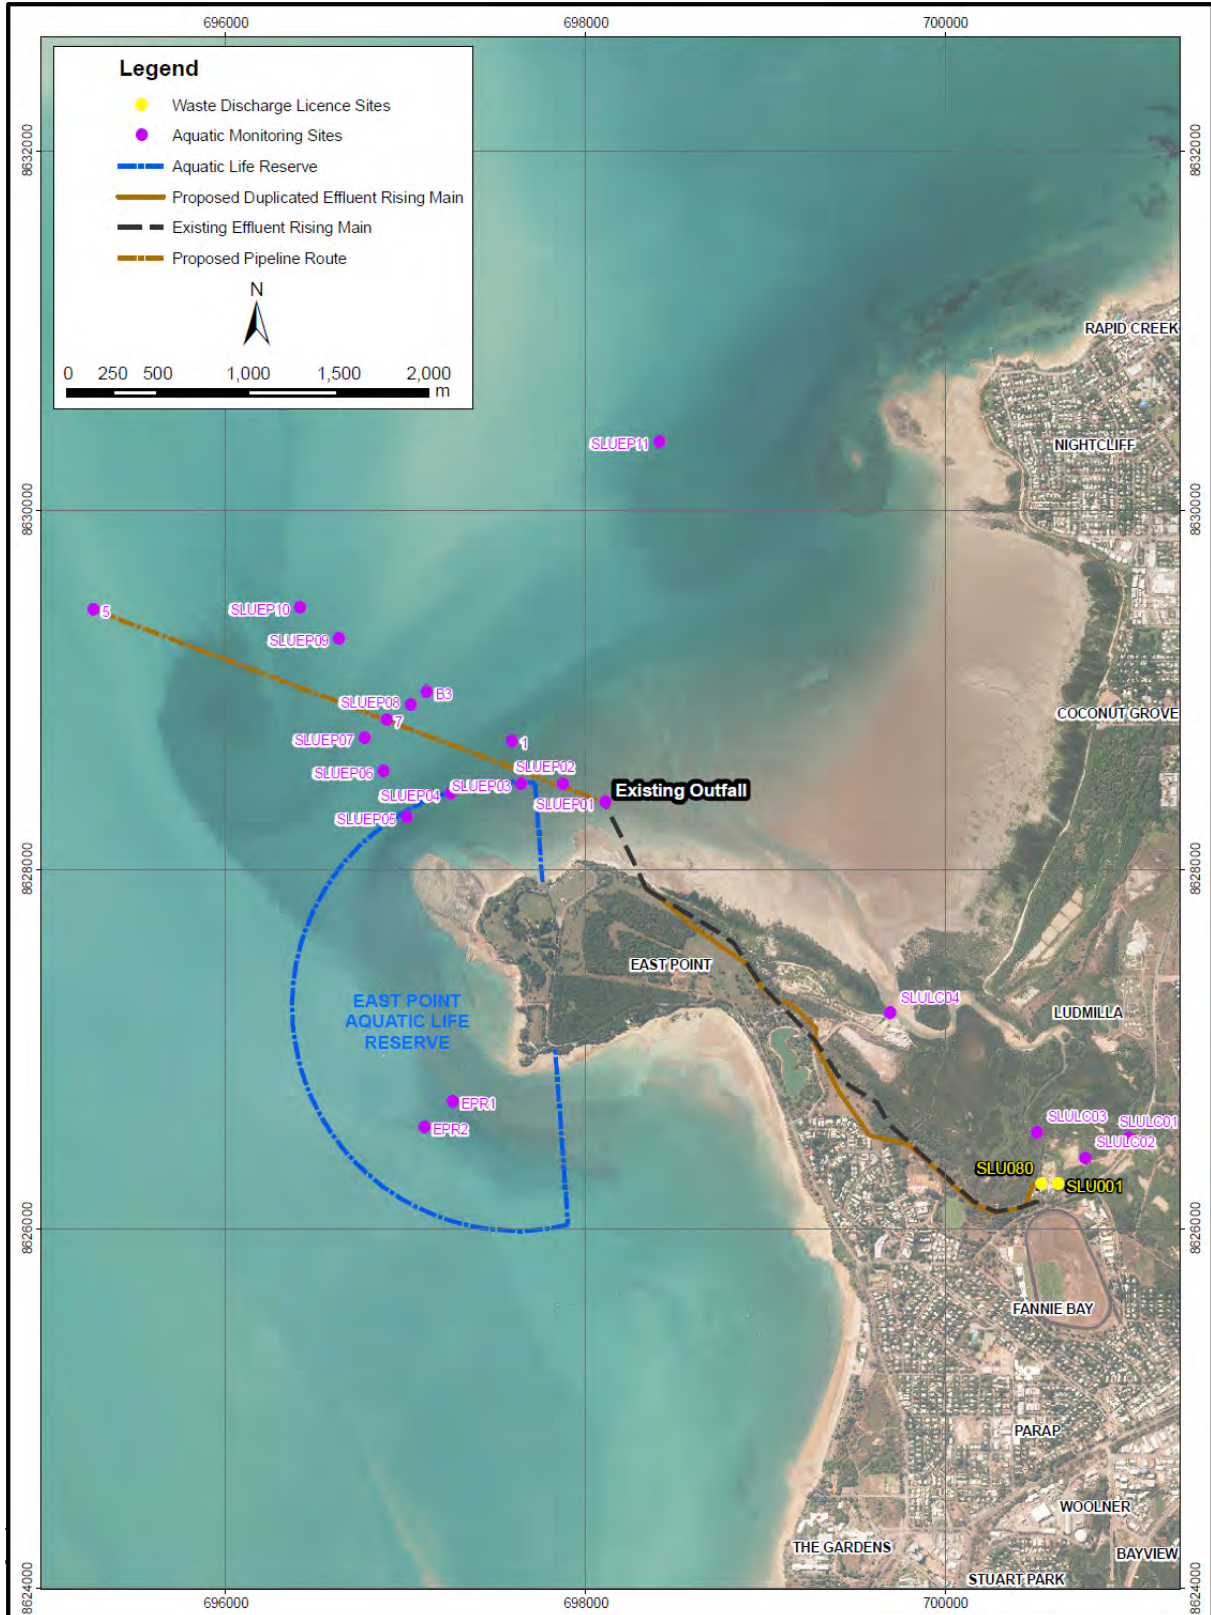 696000
698000
700000
Legend
Waste Discharge Licence Sites
Aquatic Monitoring Sites
Aquatic Life Reserve
Proposed Duplicated Effluent Rising Main
Existing Effluent Rising Main
Proposed Pipeline Route
N
0 250 500 1,000 1,500 2,000
m
8632000
8632000
RAPID CREEK
SLUEP11
NIGHTCLIFF
8630000
8630000
5
SLUEP10
SLUEP09
B3
SLUEP08
7
COCONUT GROVE
SLUEP07
1
SLUEP06
SLUEP02
SLUEP03
SLUEP04
Existing Outfall
SLUEP01
SLUEP05
8628000
8628000
EAST POINT
EAST POINT
AQUATIC LIFE
RESERVE
SLULC04
LUDMILLA
EPR1
EPR2
SLULC03
SLULC01
SLULC02
SLU080
SLU001
8626000
8626000
FANNIE BAY
PARAP
WOOLNER
THE GARDENS
BAYVIEW
STUART PARK
8624000
8624000
696000
698000
700000